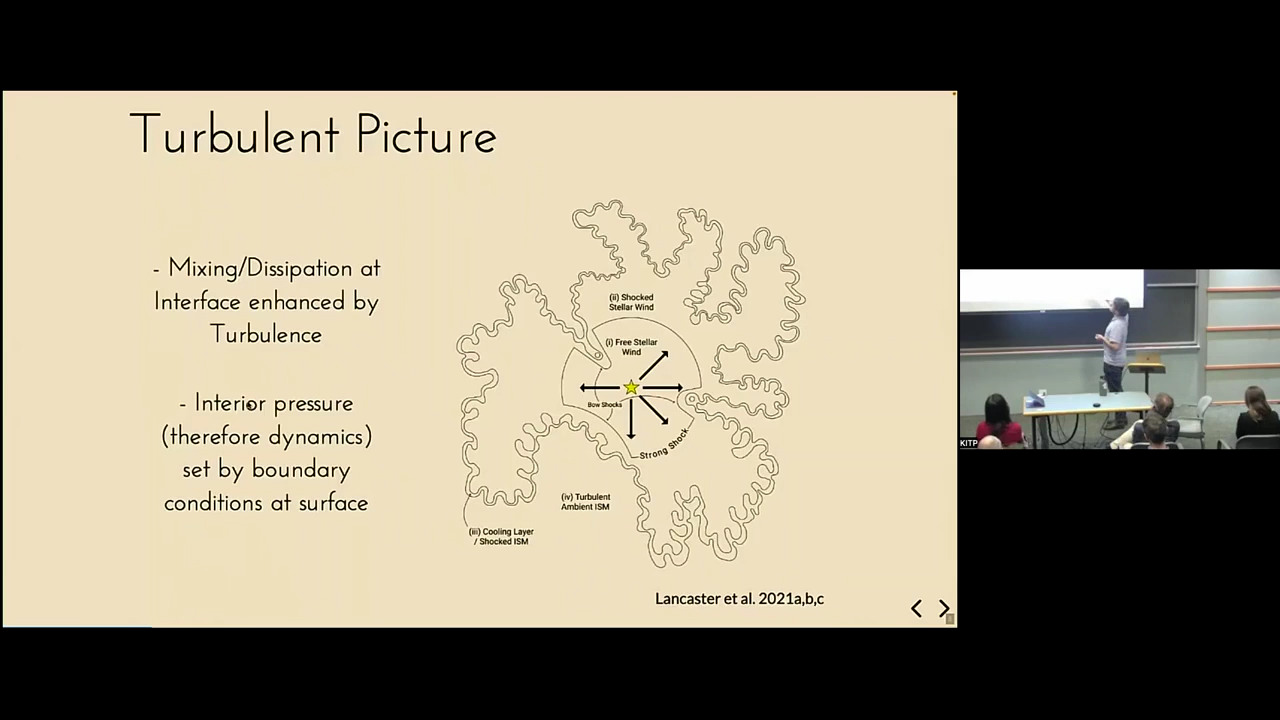 Turbulent Picture
- Mixing/Dissipation at
Interface enhanced by
Turbulence
- Interior pressure
(therefore dynamics)
set by boundary
conditions at surface
(ii) Shocked
Stellar Wind
(i) Free Stellar
Wind
Bow Shocks
Strong Shock
(iv) Turbulent
Ambient ISM
(iii) Cooling Layer
/ Shocked ISM
Lancaster et al. 2021a,b,c
KITP